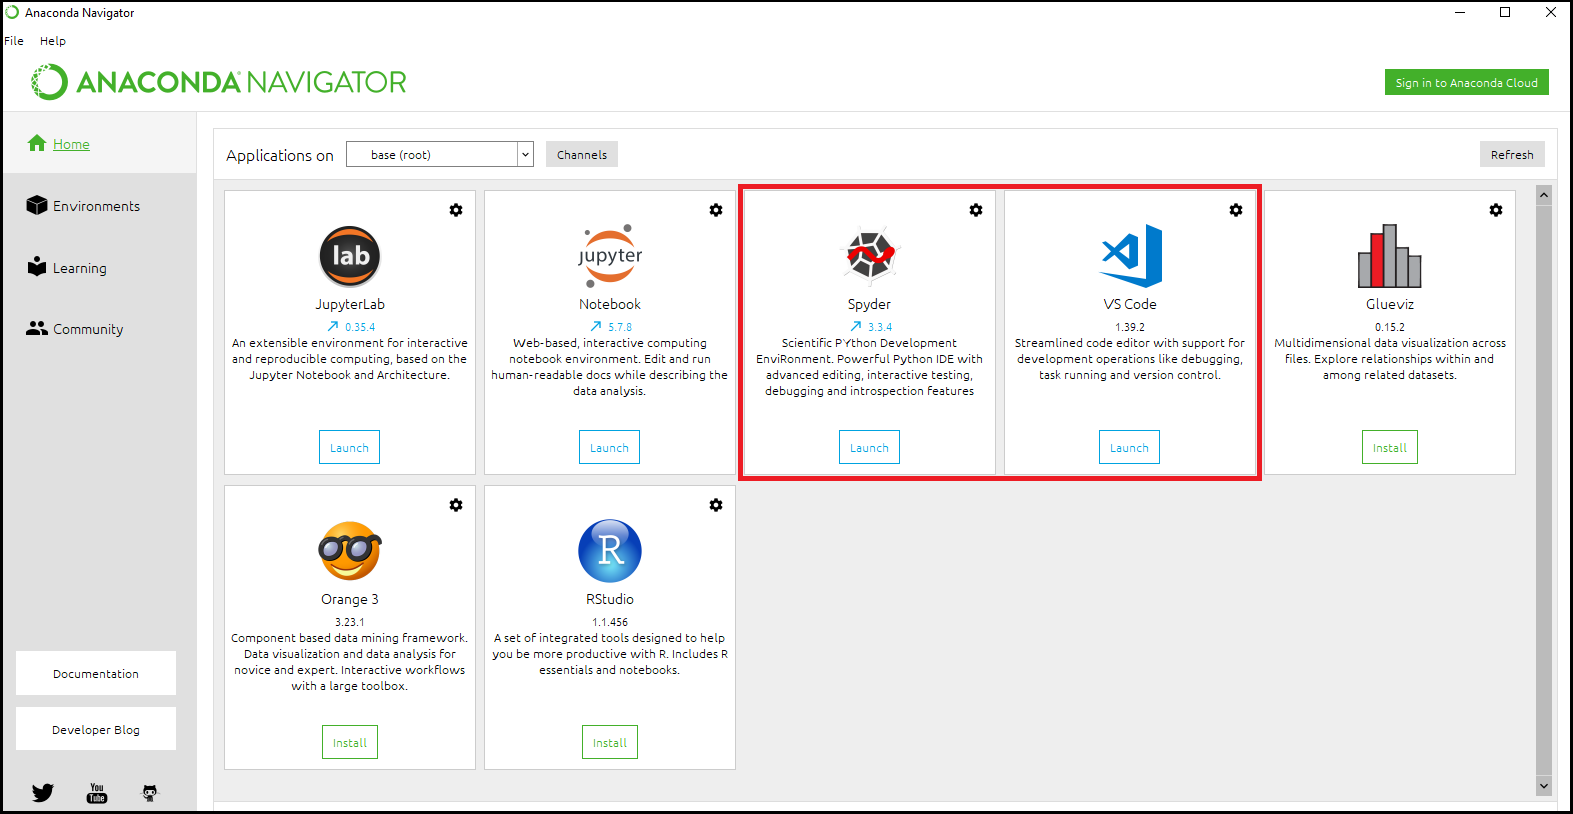 Anaconda Navigator
File Help
ANACONDA NAVIGATOR
Sign in to Anaconda Cloud
Home
Environments
Learning
Community
Documentation
Developer Blog
You
Tube
Applications on
base (root)
Channels
Refresh
lab
JupyterLab
0.35.4
An extensible environment for interactive
and reproducible computing, based on the
Jupyter Notebook and Architecture.
Launch
jupyter
Notebook
5.7.8
Web-based, interactive computing
notebook environment. Edit and run
human-readable docs while describing the
data analysis.
Launch
Spyder
3.3.4
Scientific PYthon Development
EnviRonment. Powerful Python IDE with
advanced editing, interactive testing,
debugging and introspection features
Launch
VS Code
1.39.2
Streamlined code editor with support for
development operations like debugging,
task running and version control.
Launch
Glueviz
0.15.2
Multidimensional data visualization across
files. Explore relationships within and
among related datasets.
Install
Orange 3
3.23.1
Component based data mining framework.
Data visualization and data analysis for
novice and expert. Interactive workflows
with a large toolbox.
Install
R
RStudio
1.1.456
A set of integrated tools designed to help
you be more productive with R. Includes R
essentials and notebooks.
Install